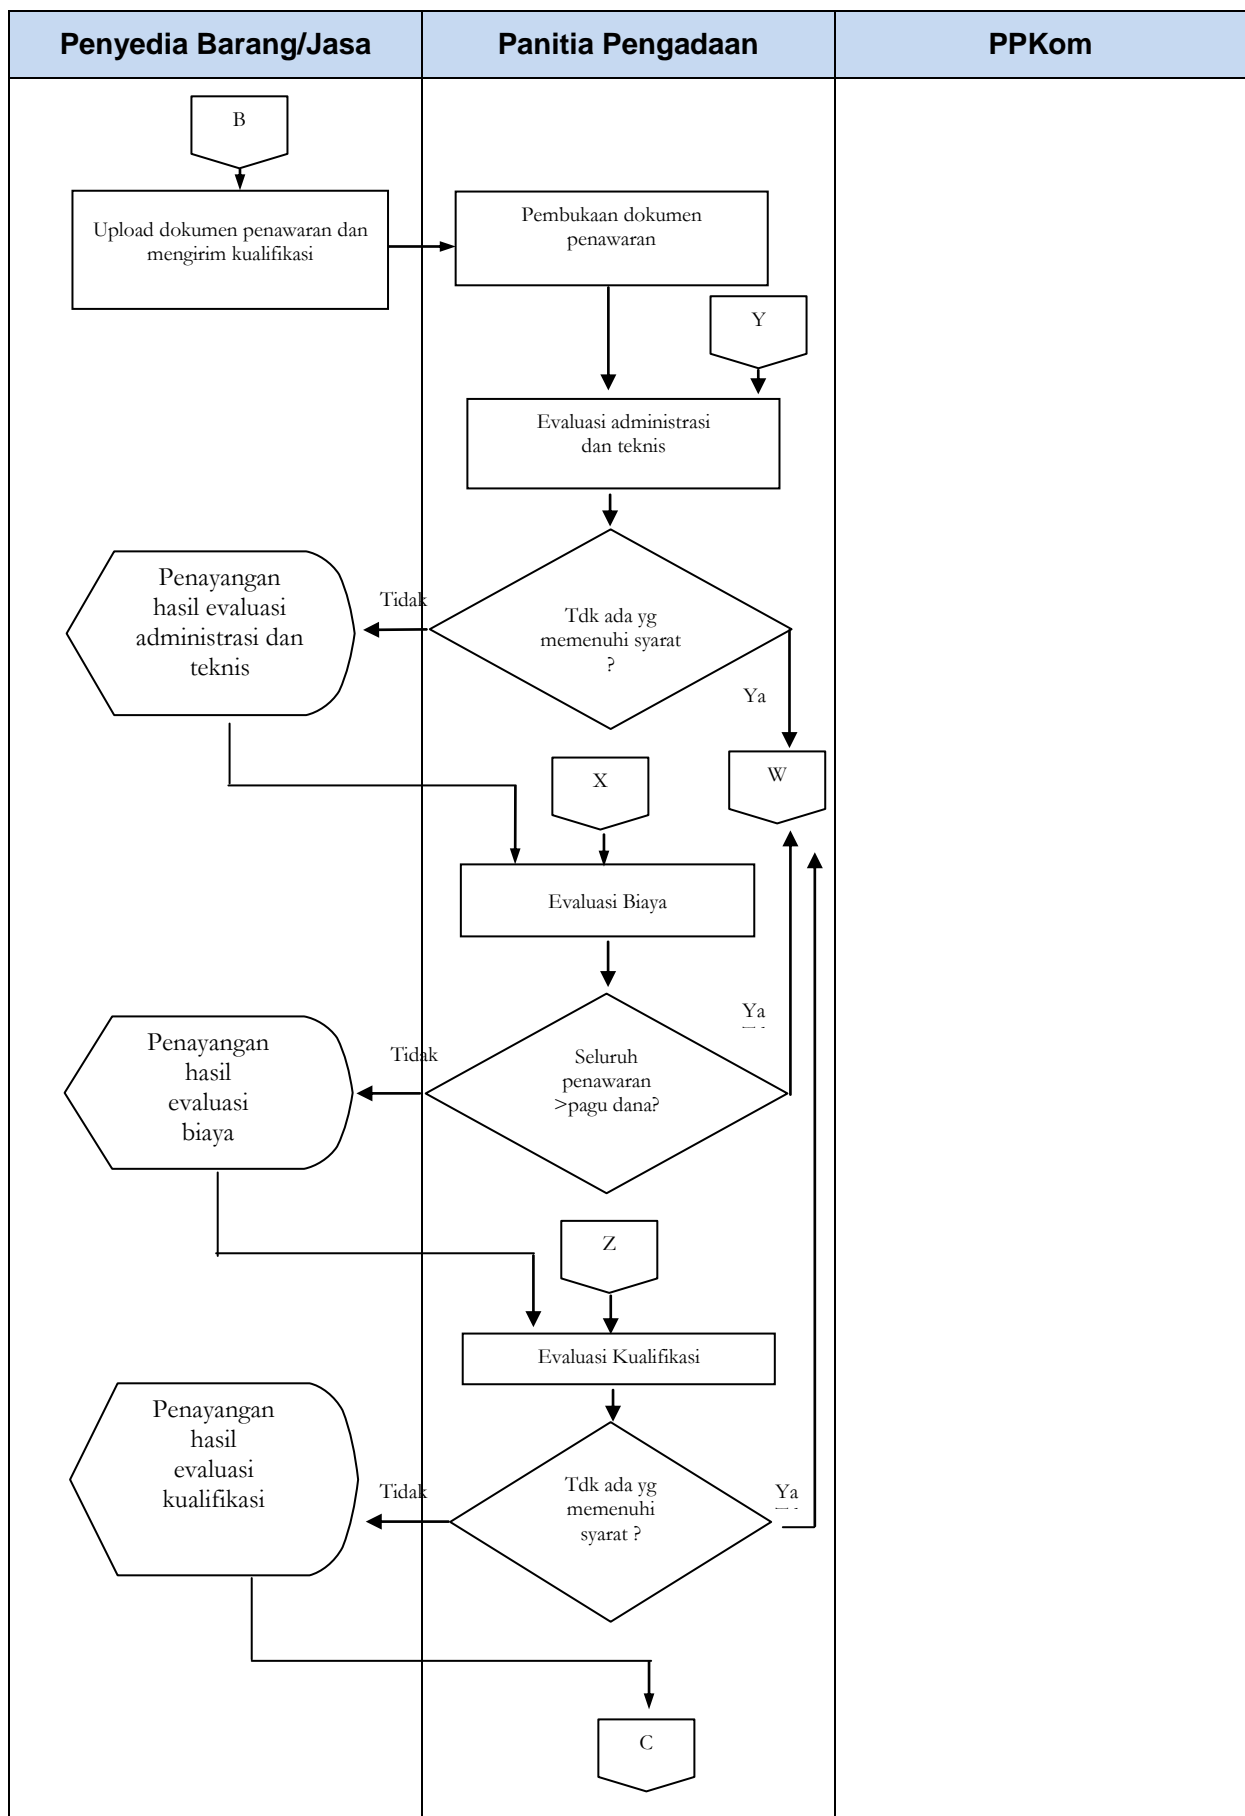 Penyedia Barang/Jasa
Panitia Pengadaan
PPKom
B
Upload dokumen penawaran dan
mengirim kualifikasi
Pembukaan dokumen
penawaran
Y
Evaluasi administrasi
dan teknis
Penayangan
hasil evaluasi
administrasi dan
teknis
Tidak
Tdk ada yg
memenuhi syarat
?
Ya
X
W
Evaluasi Biaya
Penayangan
hasil
evaluasi
biaya
Tidak
Seluruh
penawaran
>pagu dana?
Ya
Z
Evaluasi Kualifikasi
Penayangan
hasil
evaluasi
kualifikasi
Tidak
Tdk ada yg
memenuhi
syarat ?
Ya
C